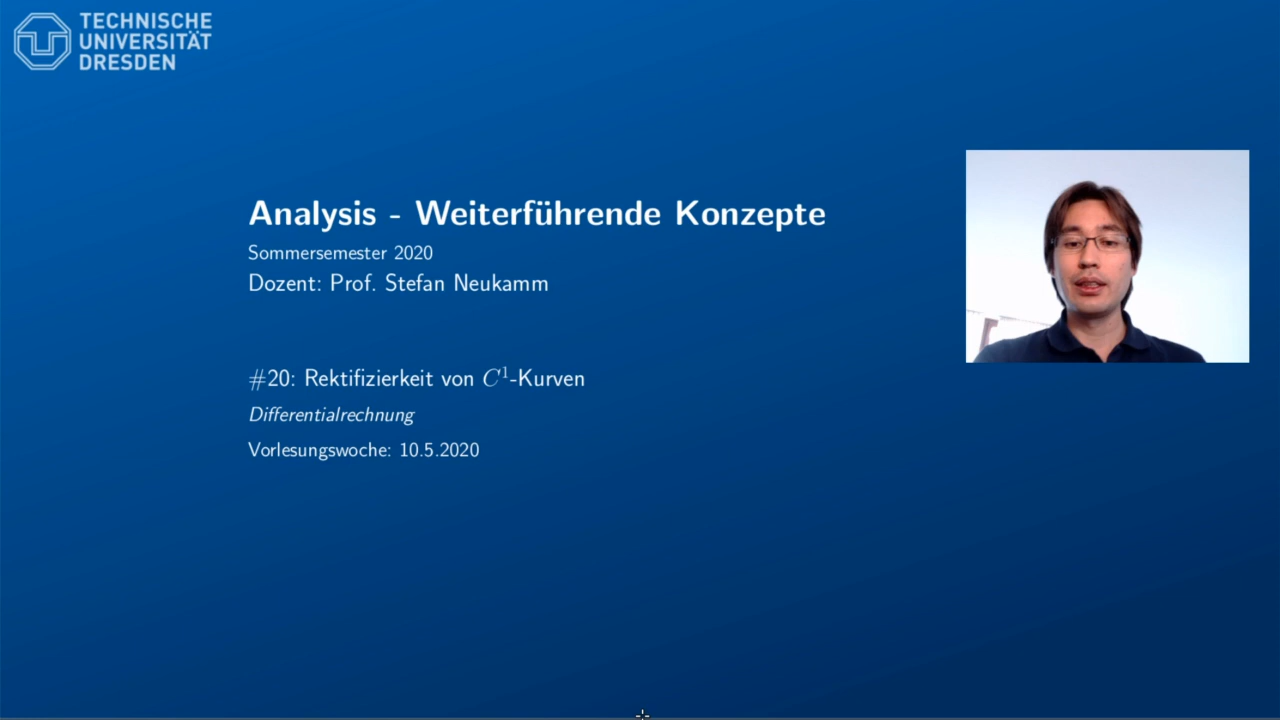 TECHNISCHE
UNIVERSITÄT
DRESDEN
Analysis - Weiterführende Konzepte
Sommersemester 2020
Dozent: Prof. Stefan Neukamm
#20: Rektifizierkeit von C¹-Kurven
Differentialrechnung
Vorlesungswoche: 10.5.2020